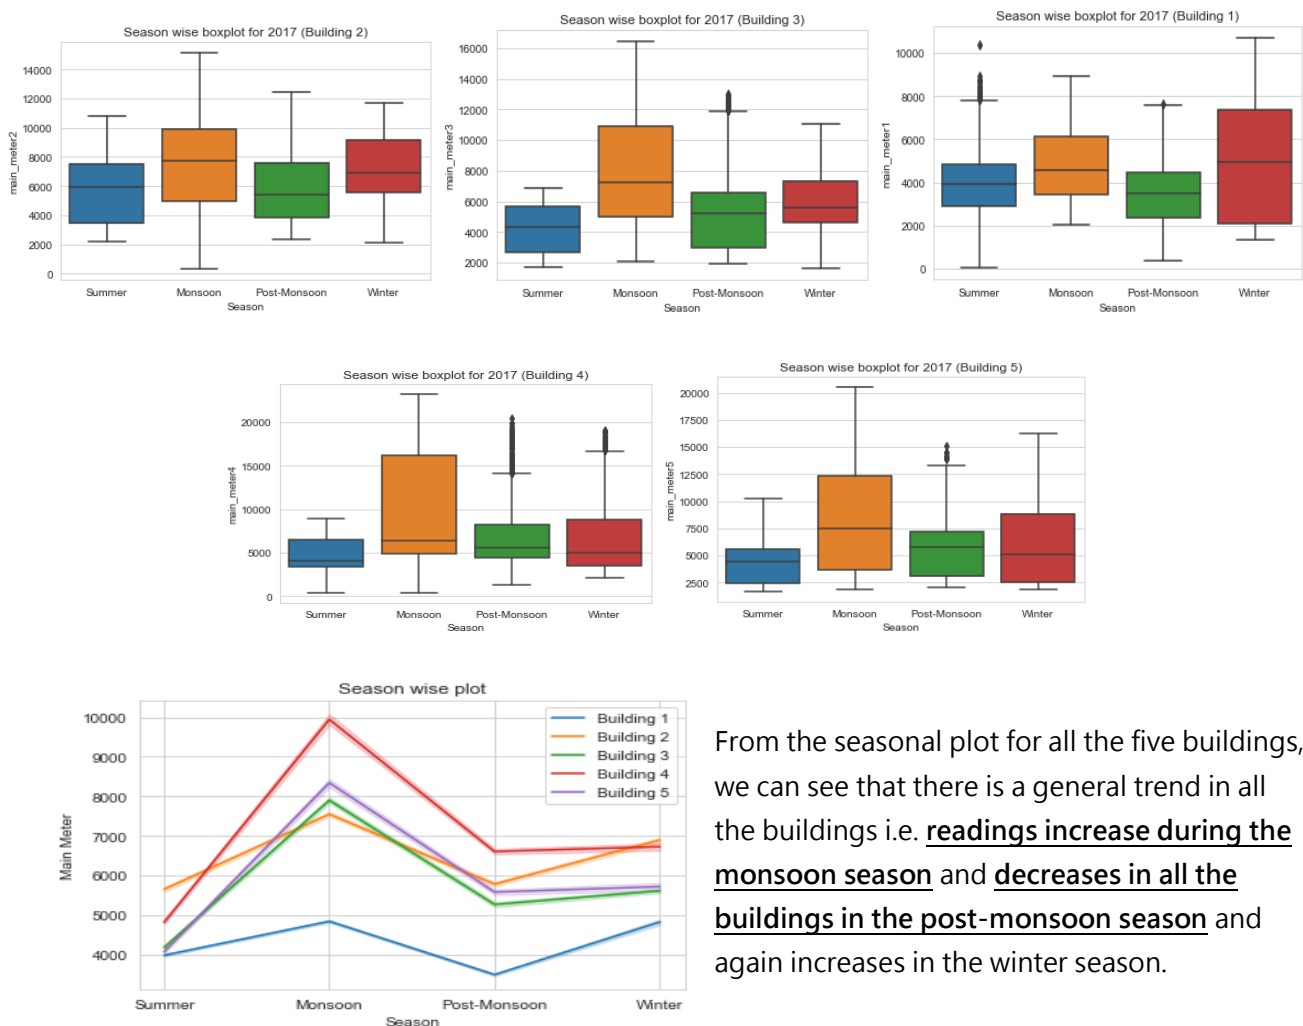 Season wise boxplot for 2017 (Building 2)
14000
12000
10000
8000
6000
4000
2000
0
main_meter2
Summer Monsoon Post-Monsoon Winter
Season
Season wise boxplot for 2017 (Building 3)
16000
14000
12000
10000
8000
6000
4000
2000
main_meter3
Summer Monsoon Post-Monsoon Winter
Season
Season wise boxplot for 2017 (Building 1)
10000
8000
6000
4000
2000
0
main_meter1
Summer Monsoon Post-Monsoon Winter
Season
Season wise boxplot for 2017 (Building 4)
20000
15000
10000
5000
0
main_meter4
Summer Monsoon Post-Monsoon Winter
Season
Season wise boxplot for 2017 (Building 5)
20000
17500
15000
12500
10000
7500
5000
2500
main_meter5
Summer Monsoon Post-Monsoon Winter
Season
Season wise plot
10000
9000
8000
7000
6000
5000
4000
Main Meter
Building 1
Building 2
Building 3
Building 4
Building 5
Summer Monsoon Post-Monsoon Winter
Season
From the seasonal plot for all the five buildings,
we can see that there is a general trend in all
the buildings i.e. readings increase during the
monsoon season and decreases in all the
buildings in the post-monsoon season and
again increases in the winter season.